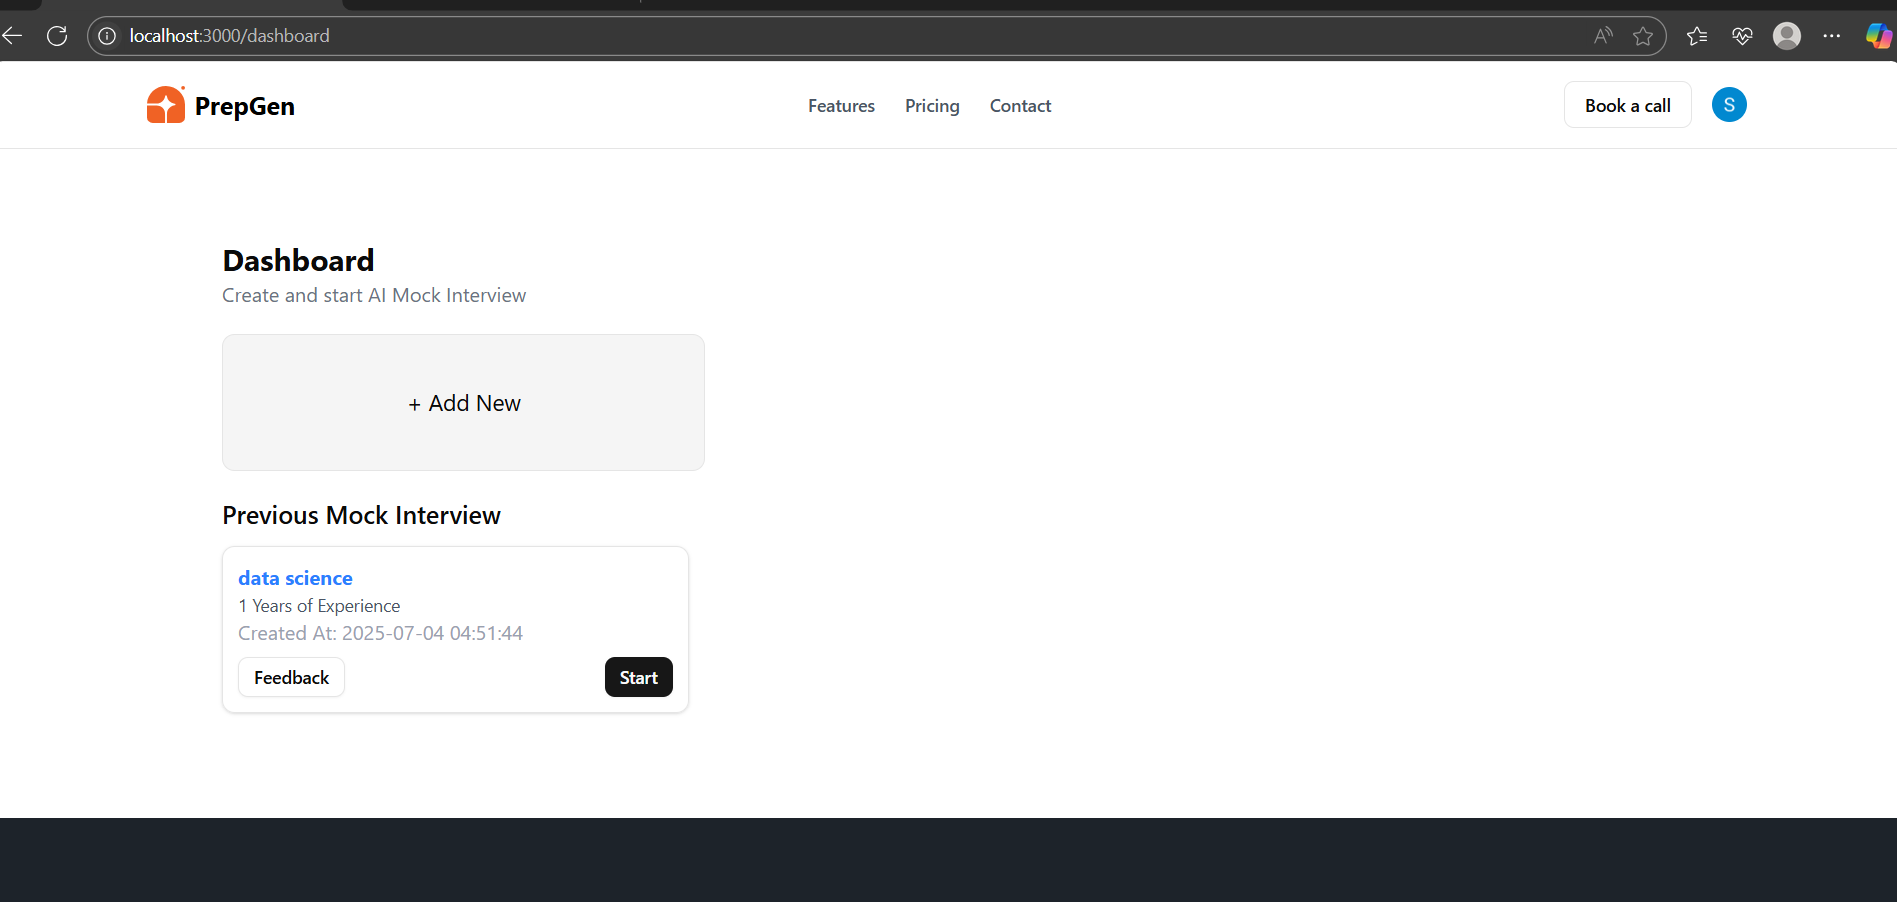 localhost:3000/dashboard
PrepGen
Features Pricing Contact
Book a call
S
Dashboard
Create and start AI Mock Interview
+ Add New
Previous Mock Interview
data science
1 Years of Experience
Created At: 2025-07-04 04:51:44
Feedback
Start